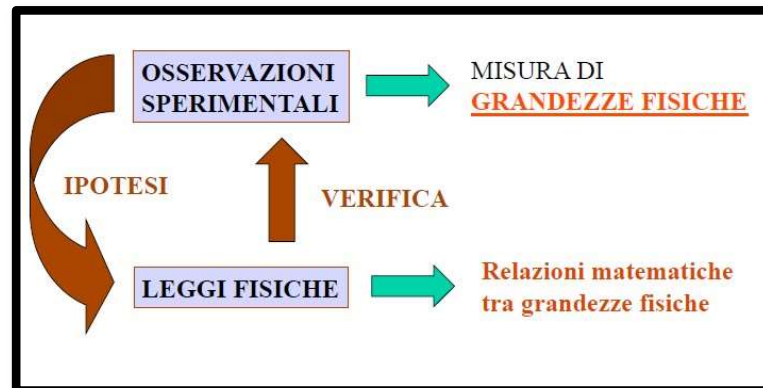 OSSERVAZIONI
SPERIMENTALI
MISURA DI
GRANDEZZE FISICHE
IPOTESI
VERIFICA
LEGGI FISICHE
Relazioni matematiche
tra grandezze fisiche